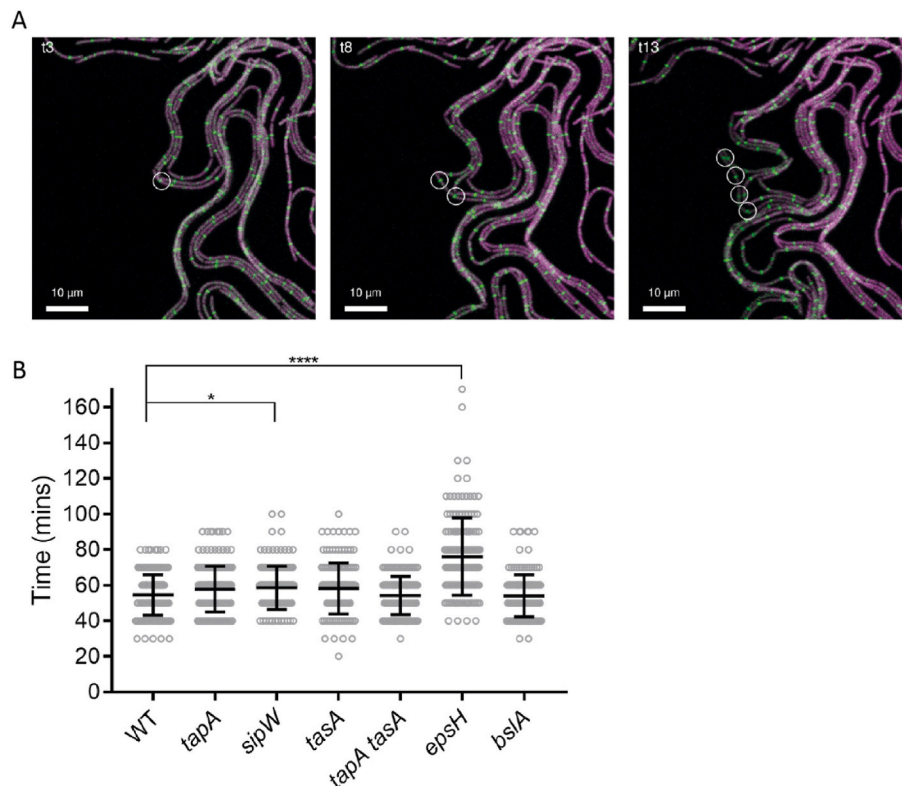 A
t3
t8
t13
10 µm
10 µm
10 µm
B
****
*
Time (mins)
160
140
120
100
80
60
40
20
0
WT
tapA
sipW
tasA
tapA tasA
epsH
bslA